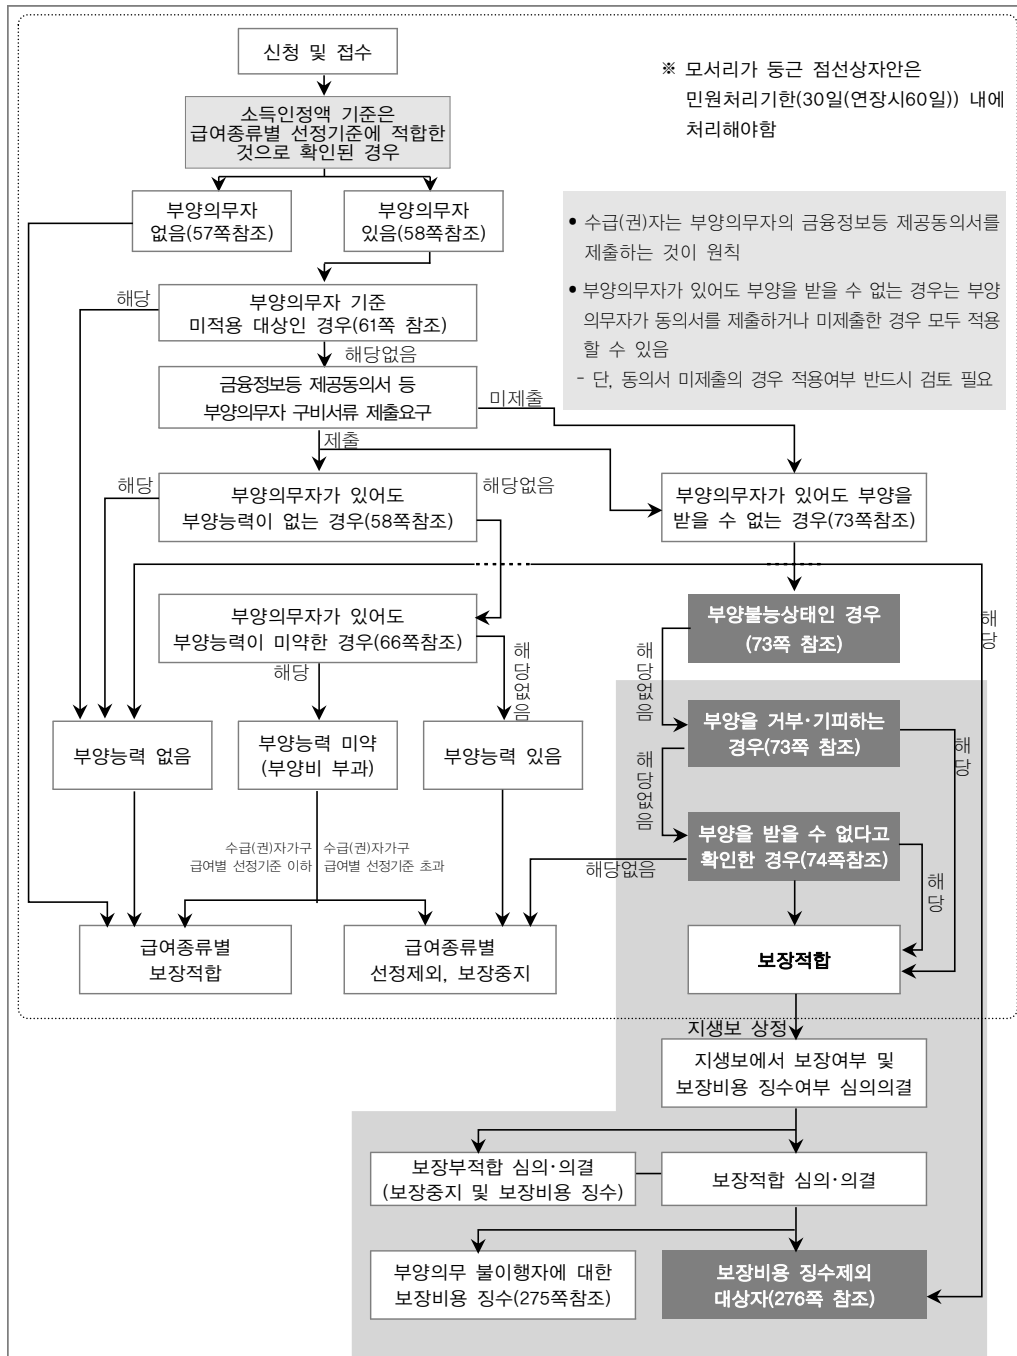 신청 및 접수
※ 모서리가 둥근 점선상자안은
민원처리기한(30일(연장시60일)) 내에
처리해야함
소득인정액 기준은
급여종류별 선정기준에 적합한
것으로 확인된 경우
부양의무자
없음(57쪽참조)
부양의무자
있음(58쪽참조)
• 수급(권)자는 부양의무자의 금융정보등 제공동의서를
제출하는 것이 원칙
• 부양의무자가 있어도 부양을 받을 수 없는 경우는 부양
의무자가 동의서를 제출하거나 미제출한 경우 모두 적용
할 수 있음
- 단, 동의서 미제출의 경우 적용여부 반드시 검토 필요
해당
부양의무자 기준
미적용 대상인 경우(61쪽 참조)
해당없음
금융정보등 제공동의서 등
부양의무자 구비서류 제출요구
미제출
제출
해당
부양의무자가 있어도
부양능력이 없는 경우(58쪽참조)
해당없음
부양의무자가 있어도 부양을
받을 수 없는 경우(73쪽참조)
부양의무자가 있어도
부양능력이 미약한 경우(66쪽참조)
해당
해당없음
부양불능상태인 경우
(73쪽 참조)
해당
해당없음
부양을 거부·기피하는
경우(73쪽 참조)
해당
부양능력 없음
부양능력 미약
(부양비 부과)
부양능력 있음
해당없음
부양을 받을 수 없다고
확인한 경우(74쪽참조)
해당
수급(권)자가구
급여별 선정기준 이하
수급(권)자가구
급여별 선정기준 초과
해당없음
급여종류별
보장적합
급여종류별
선정제외, 보장중지
보장적합
지생보 상정
지생보에서 보장여부 및
보장비용 징수여부 심의의결
보장부적합 심의·의결
(보장중지 및 보장비용 징수)
보장적합 심의·의결
부양의무 불이행자에 대한
보장비용 징수(275쪽참조)
보장비용 징수제외
대상자(276쪽 참조)